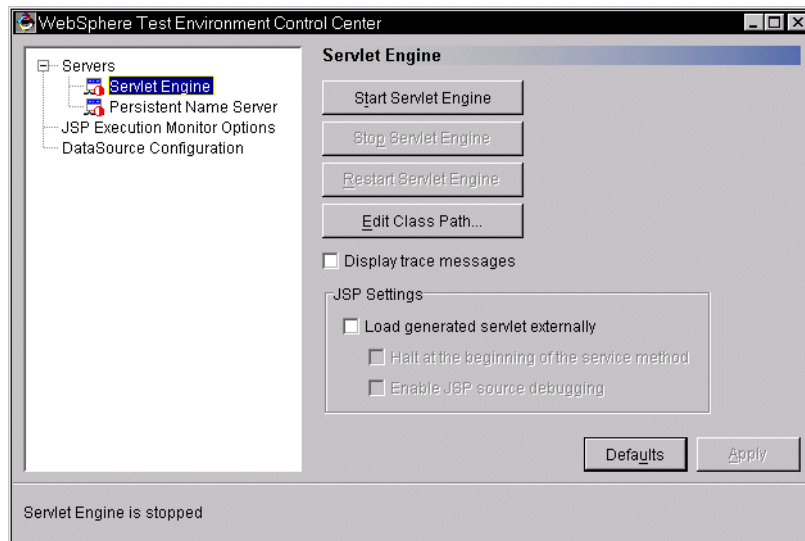 WebSphere Test Environment Control Center
Servers
Servlet Engine
Persistent Name Server
JSP Execution Monitor Options
DataSource Configuration
Servlet Engine
Start Servlet Engine
Stop Servlet Engine
Restart Servlet Engine
Edit Class Path...
Display trace messages
JSP Settings
Load generated servlet externally
Halt at the beginning of the service method
Enable JSP source debugging
Defaults
Apply
Servlet Engine is stopped